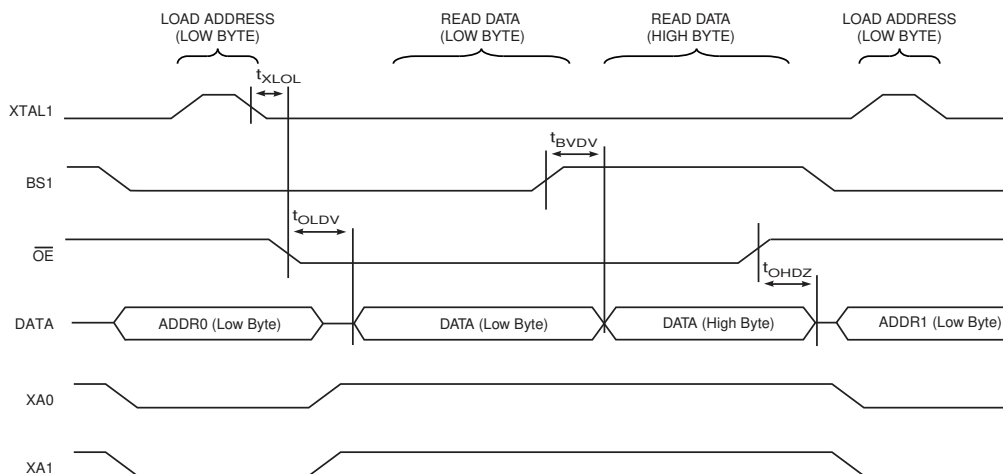 LOAD ADDRESS
(LOW BYTE)
READ DATA
(LOW BYTE)
READ DATA
(HIGH BYTE)
LOAD ADDRESS
(LOW BYTE)
tXLOL
XTAL1
tBVDV
BS1
tOLDV
OE
tOHDZ
DATA
ADDR0 (Low Byte)
DATA (Low Byte)
DATA (High Byte)
ADDR1 (Low Byte)
XA0
XA1